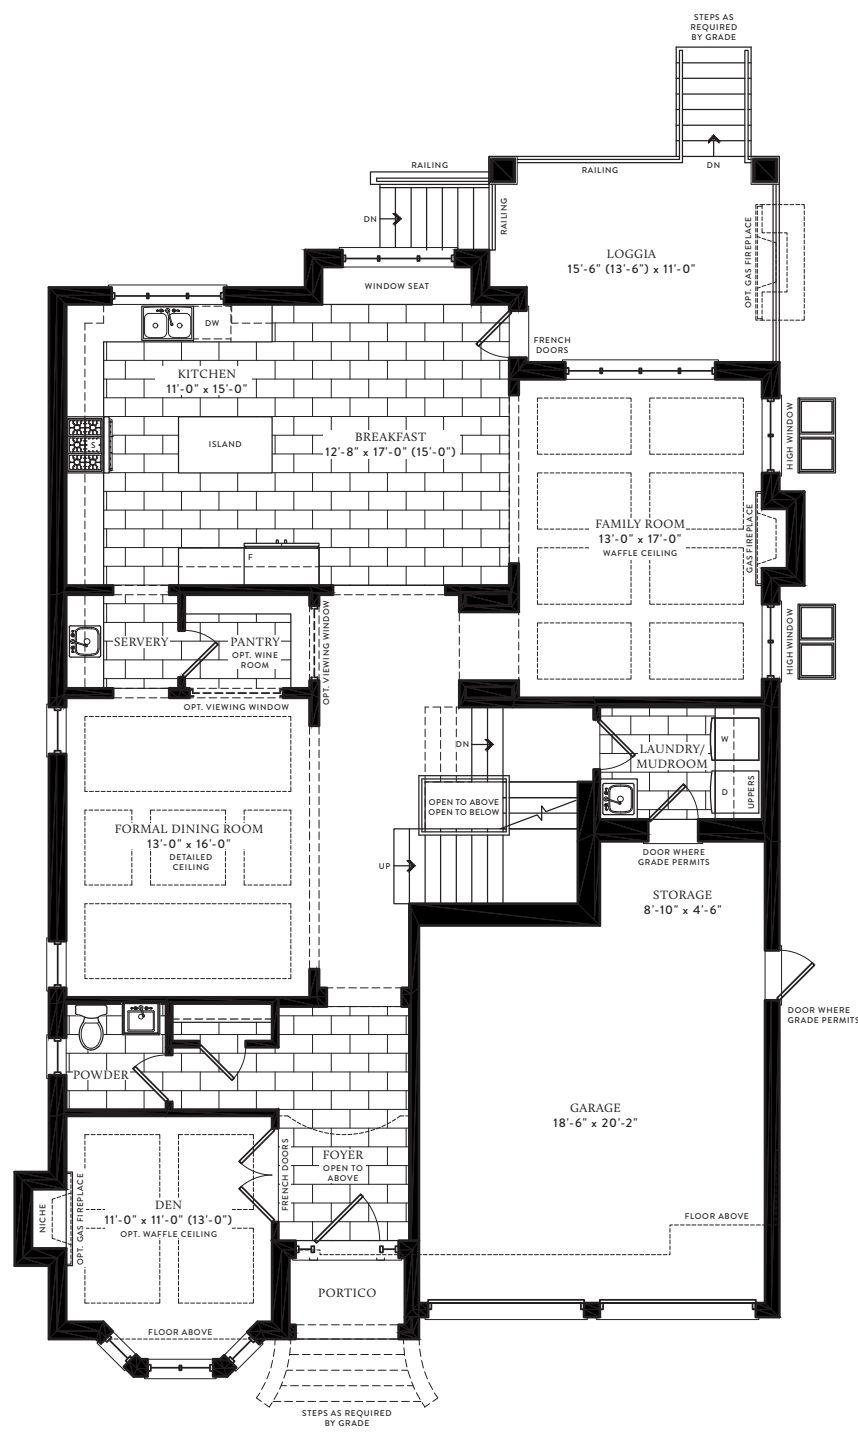 STEPS AS
REQUIRED
BY GRADE
DN
RAILING
RAILING
RAILING
DN
LOGGIA
15'-6" (13'-6") x 11'-0"
OPT. GAS FIREPLACE
WINDOW SEAT
DW
FRENCH
DOORS
KITCHEN
11'-0" x 15'-0"
S
ISLAND
BREAKFAST
12'-8" x 17'-0" (15'-0")
HIGH WINDOW
FAMILY ROOM
13'-0" x 17'-0"
WAFFLE CEILING
GAS FIREPLACE
F
HIGH WINDOW
SERVERY
PANTRY
OPT. WINE
ROOM
OPT. VIEWING WINDOW
OPT. VIEWING WINDOW
DN
LAUNDRY/
MUDROOM
W
D
UPPERS
OPEN TO ABOVE
OPEN TO BELOW
FORMAL DINING ROOM
13'-0" x 16'-0"
DETAILED
CEILING
UP
DOOR WHERE
GRADE PERMITS
STORAGE
8'-10" x 4'-6"
DOOR WHERE
GRADE PERMITS
POWDER
GARAGE
18'-6" x 20'-2"
FOYER
OPEN TO
ABOVE
FRENCH DOORS
DEN
11'-0" x 11'-0" (13'-0")
OPT. WAFFLE CEILING
NICHE
OPT. GAS FIREPLACE
FLOOR ABOVE
PORTICO
FLOOR ABOVE
STEPS AS REQUIRED
BY GRADE